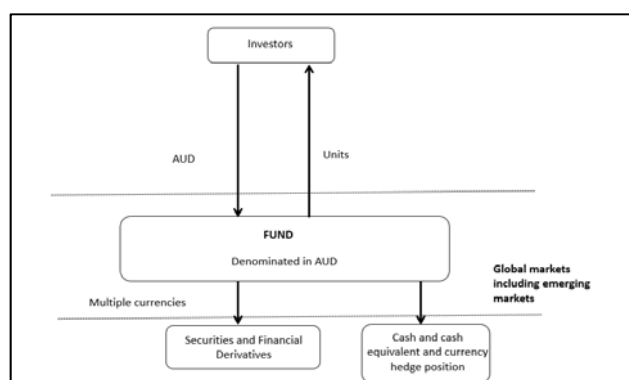 Investors
AUD
Units
FUND
Denominated in AUD
Global markets
including emerging
markets
Multiple currencies
Securities and Financial
Derivatives
Cash and cash
equivalent and currency
hedge position